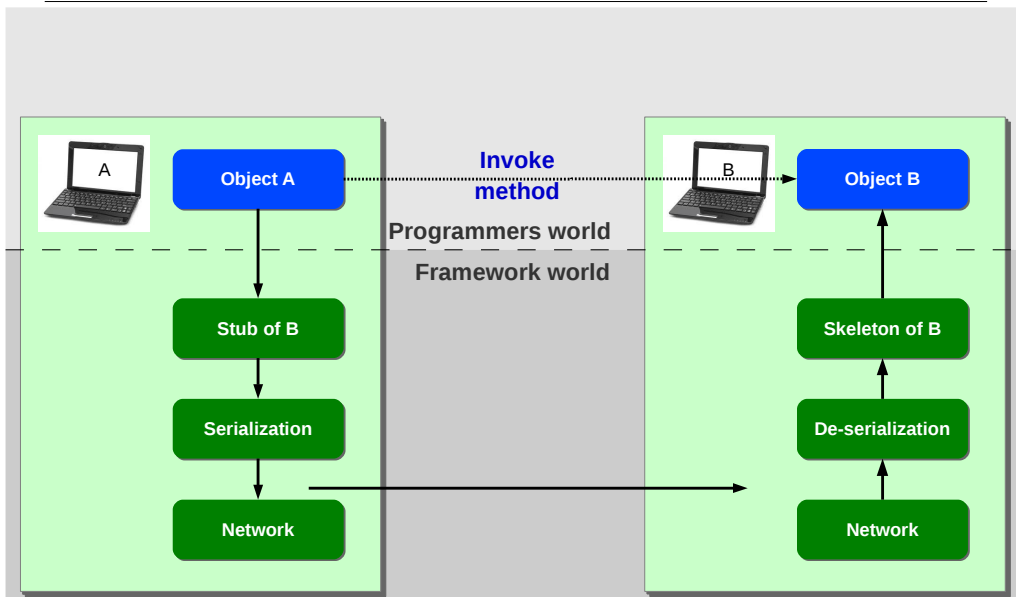 A
Object A
Invoke
method
B
Object B
Programmers world
Framework world
Stub of B
Skeleton of B
Serialization
De-serialization
Network
Network